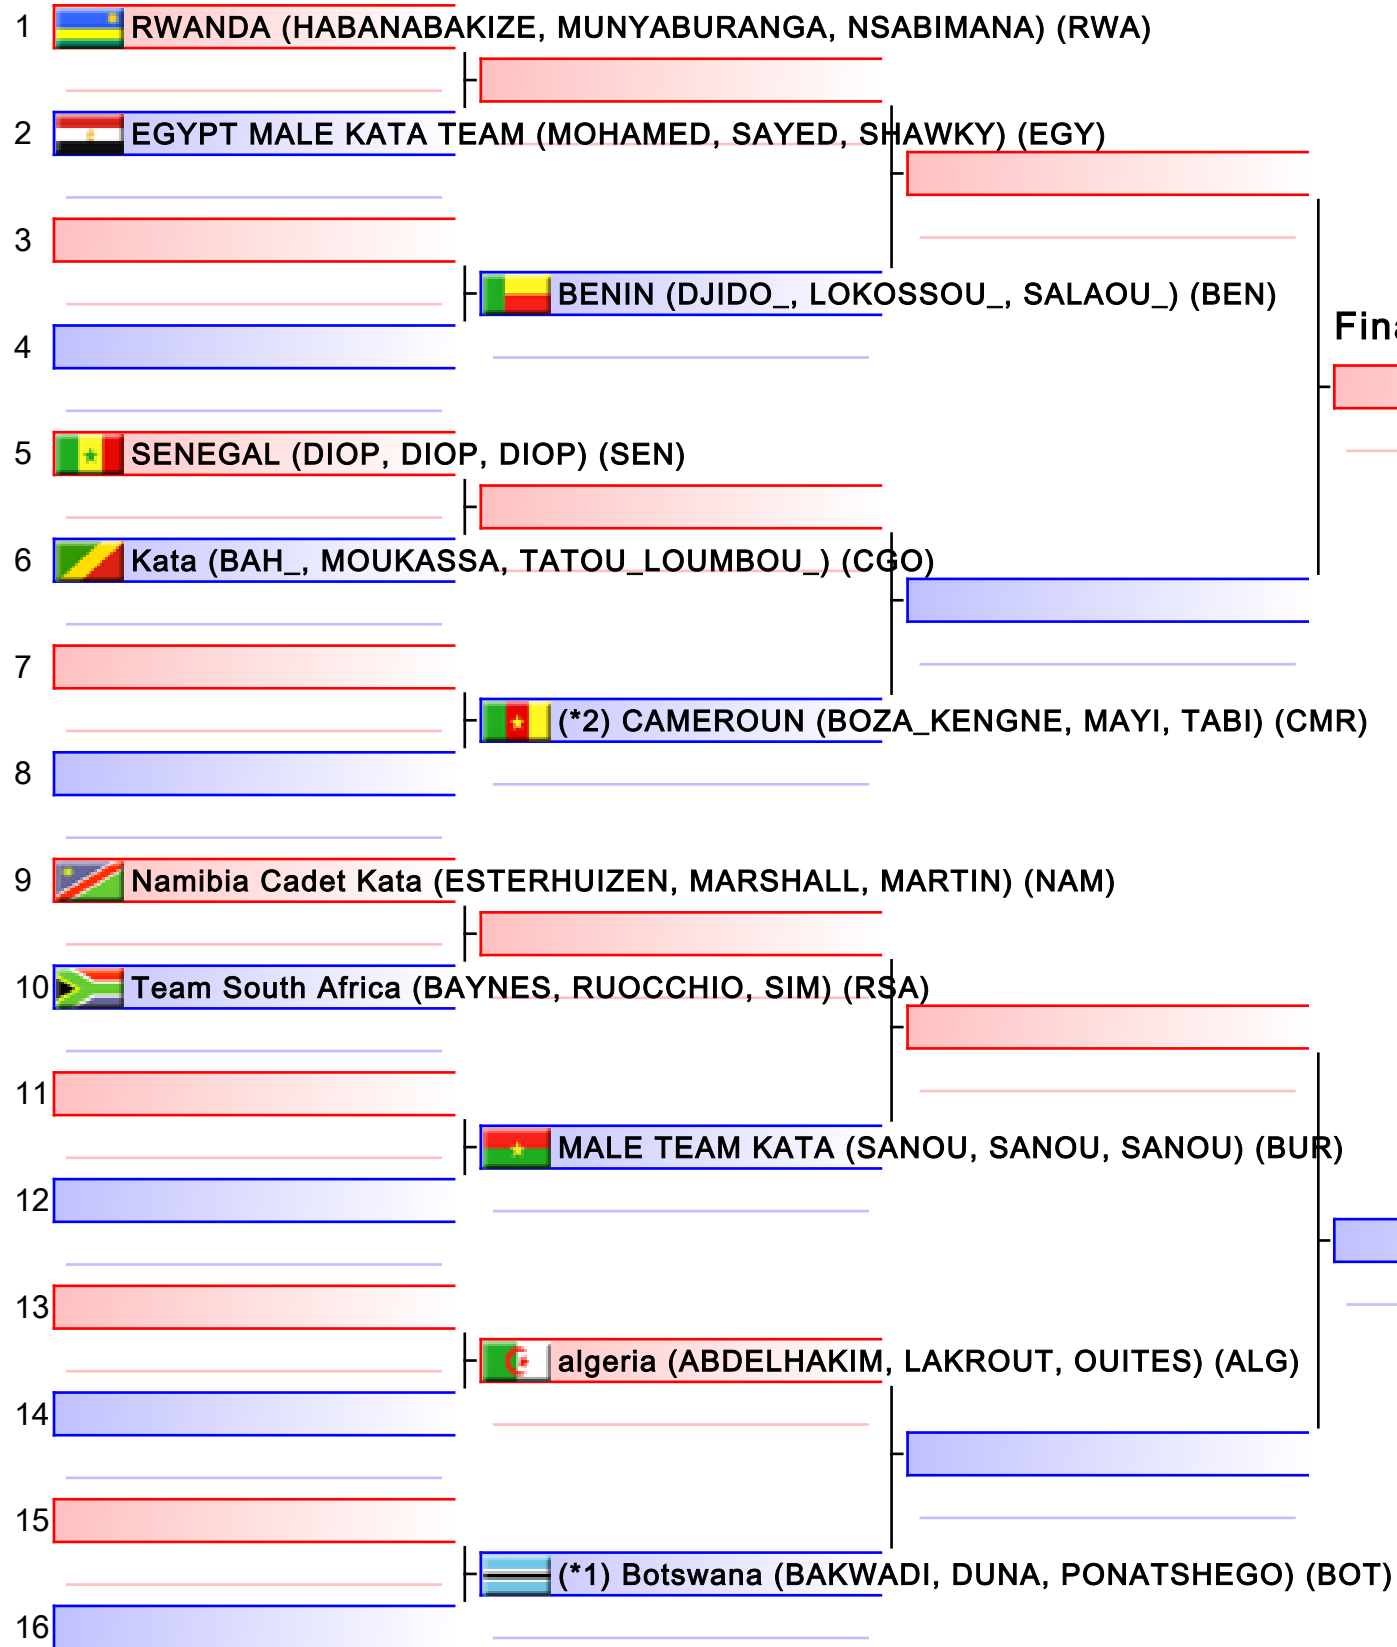 1 RWANDA (HABANABAKIZE, MUNYABURANGA, NSABIMANA) (RWA)
2 EGYPT MALE KATA TEAM (MOHAMED, SAYED, SHAWKY) (EGY)
3
BENIN (DJIDO_, LOKOSSOU_, SALAOU_) (BEN)
4
5 SENEGAL (DIOP, DIOP, DIOP) (SEN)
6 Kata (BAH_, MOUKASSA, TATOU_LOUMBOU_) (CGO)
7
(*2) CAMEROUN (BOZA_KENGNE, MAYI, TABI) (CMR)
8
9 Namibia Cadet Kata (ESTERHUIZEN, MARSHALL, MARTIN) (NAM)
10 Team South Africa (BAYNES, RUOCCHIO, SIM) (RSA)
11
MALE TEAM KATA (SANOU, SANOU, SANOU) (BUR)
12
13
algeria (ABDELHAKIM, LAKROUT, OUITES) (ALG)
14
15
(*1) Botswana (BAKWADI, DUNA, PONATSHEGO) (BOT)
16